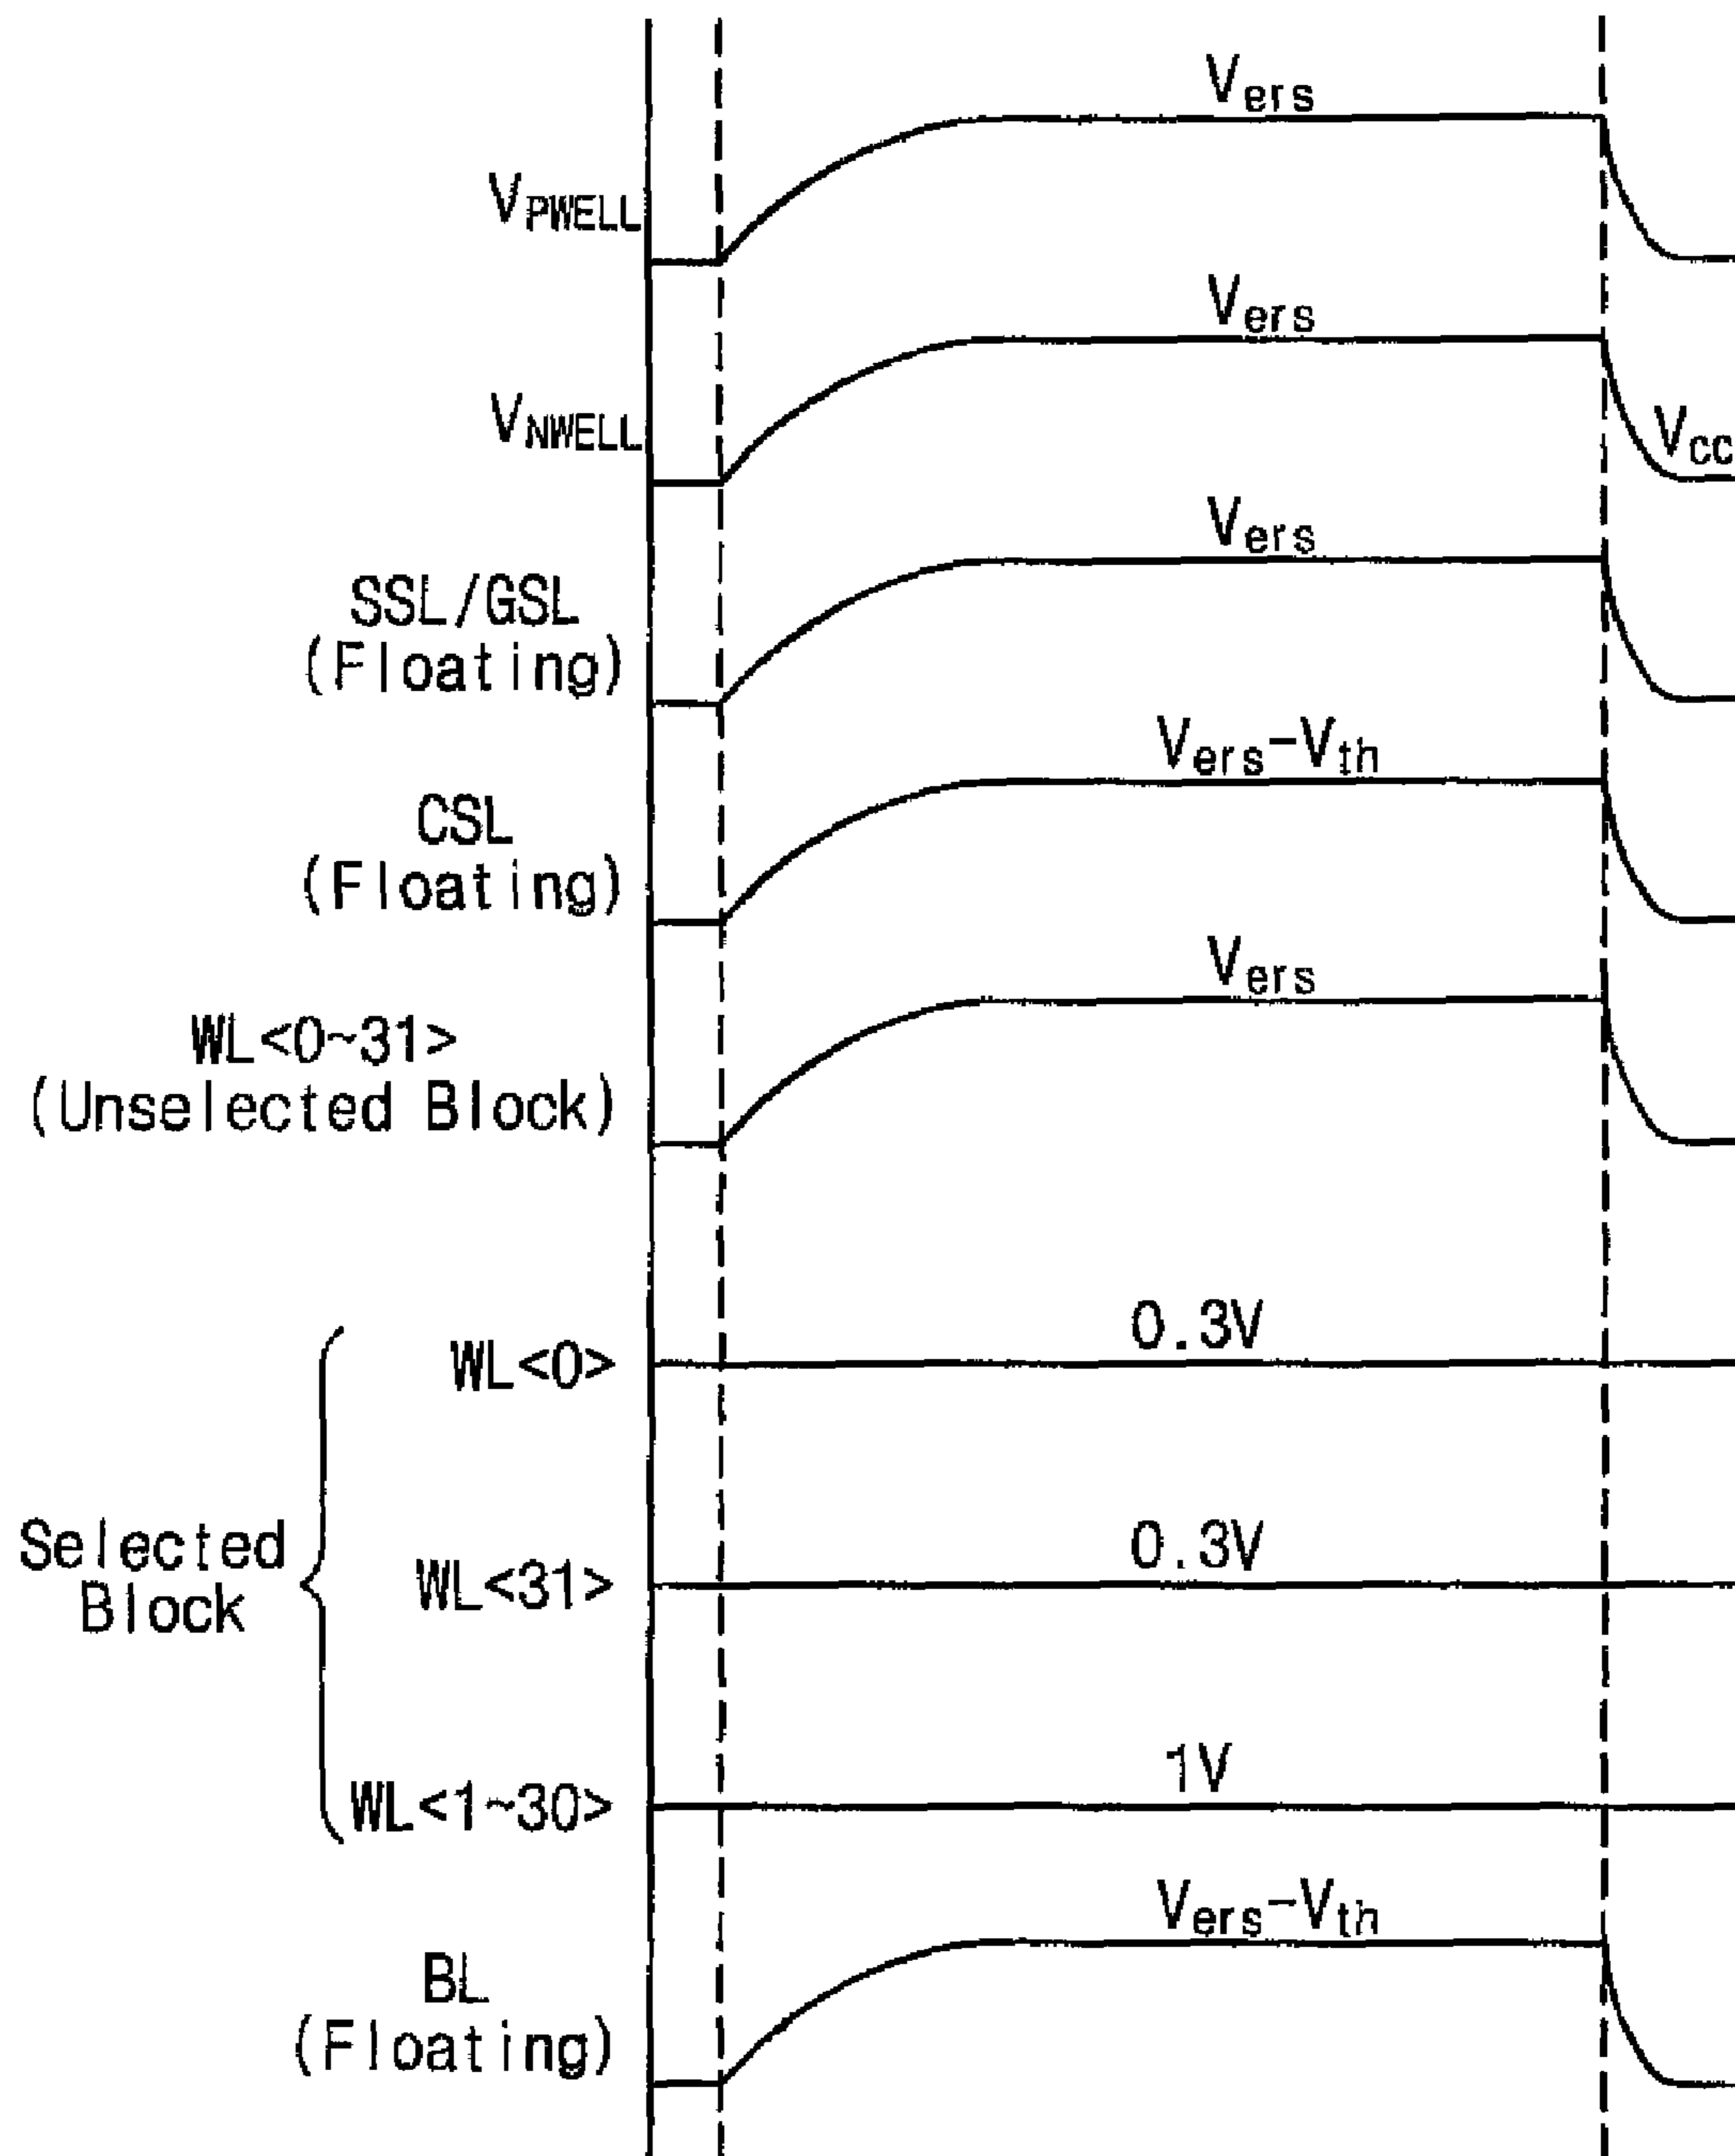 Vers
VPWELL
Vers
VNWELL
Vcc
Vers
SSL/GSL
(Floating)
Vers-Vth
CSL
(Floating)
Vers
WL<0~31>
(Unselected Block)
0.3V
WL<0>
0.3V
Selected
Block
WL<31>
1V
WL<1~30>
Vers-Vth
BL
(Floating)